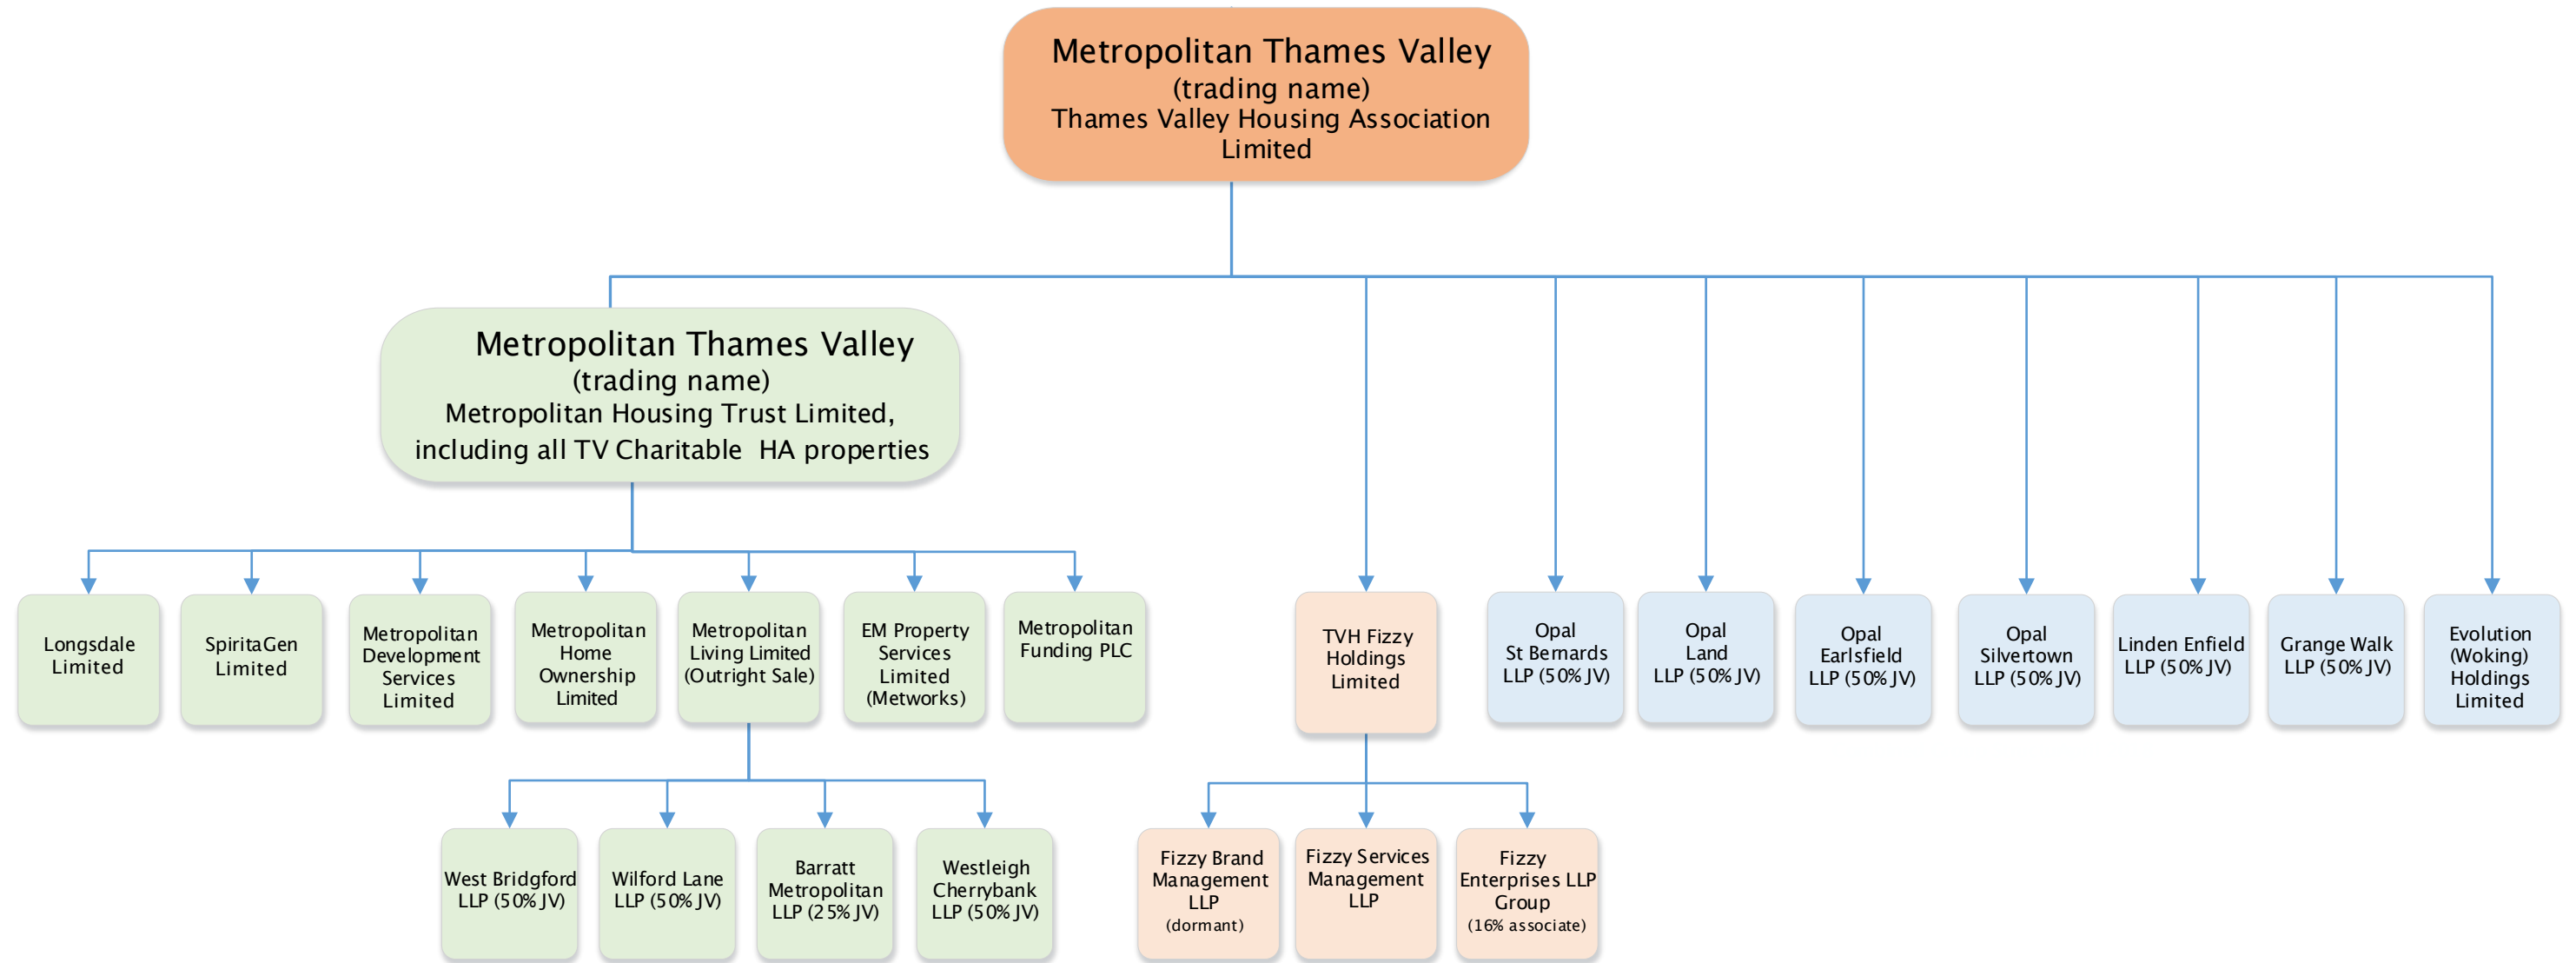 Metropolitan Thames Valley
(trading name)
Thames Valley Housing Association
Limited
Metropolitan Thames Valley
(trading name)
Metropolitan Housing Trust Limited,
including all TV Charitable HA properties
Longsdale
Limited
SpiritaGen
Limited
Metropolitan
Development
Services
Limited
Metropolitan
Home
Ownership
Limited
Metropolitan
Living Limited
(Outright Sale)
EM Property
Services
Limited
(Metworks)
Metropolitan
Funding PLC
TVH Fizzy
Holdings
Limited
Opal
St Bernards
LLP (50% JV)
Opal
Land
LLP (50% JV)
Opal
Earlsfield
LLP (50% JV)
Opal
Silvertown
LLP (50% JV)
Linden Enfield
LLP (50% JV)
Grange Walk
LLP (50% JV)
Evolution
(Woking)
Holdings
Limited
West Bridgford
LLP (50% JV)
Wilford Lane
LLP (50% JV)
Barratt
Metropolitan
LLP (25% JV)
Westleigh
Cherrybank
LLP (50% JV)
Fizzy Brand
Management
LLP
(dormant)
Fizzy Services
Management
LLP
Fizzy
Enterprises LLP
Group
(16% associate)